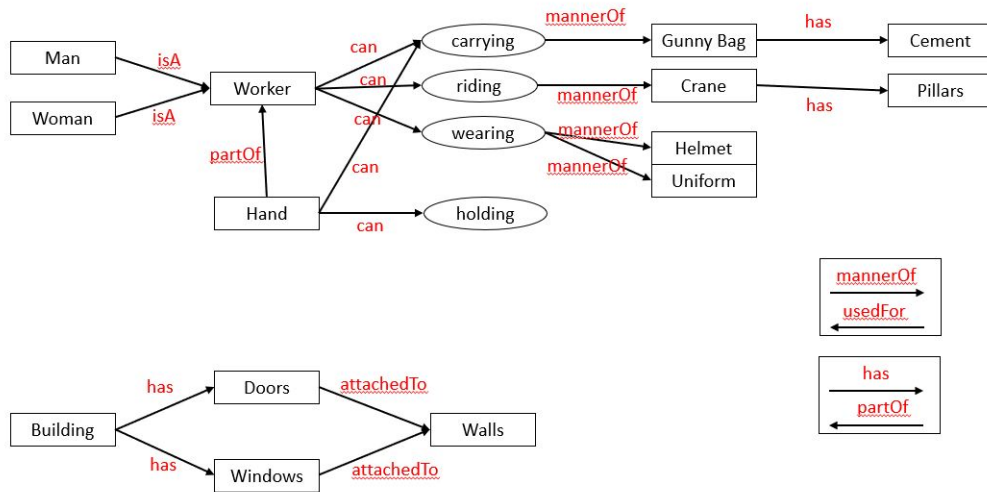 mannerOf
has
can
carrying
Gunny Bag
Cement
Man
isA
can
mannerOf
Worker
riding
Crane
has
Pillars
Woman
isA
can
mannerOf
wearing
Helmet
partOf
can
mannerOf
Uniform
Hand
can
holding
mannerOf
usedFor
has
partOf
has
Doors
attachedTo
Building
Walls
has
Windows
attachedTo